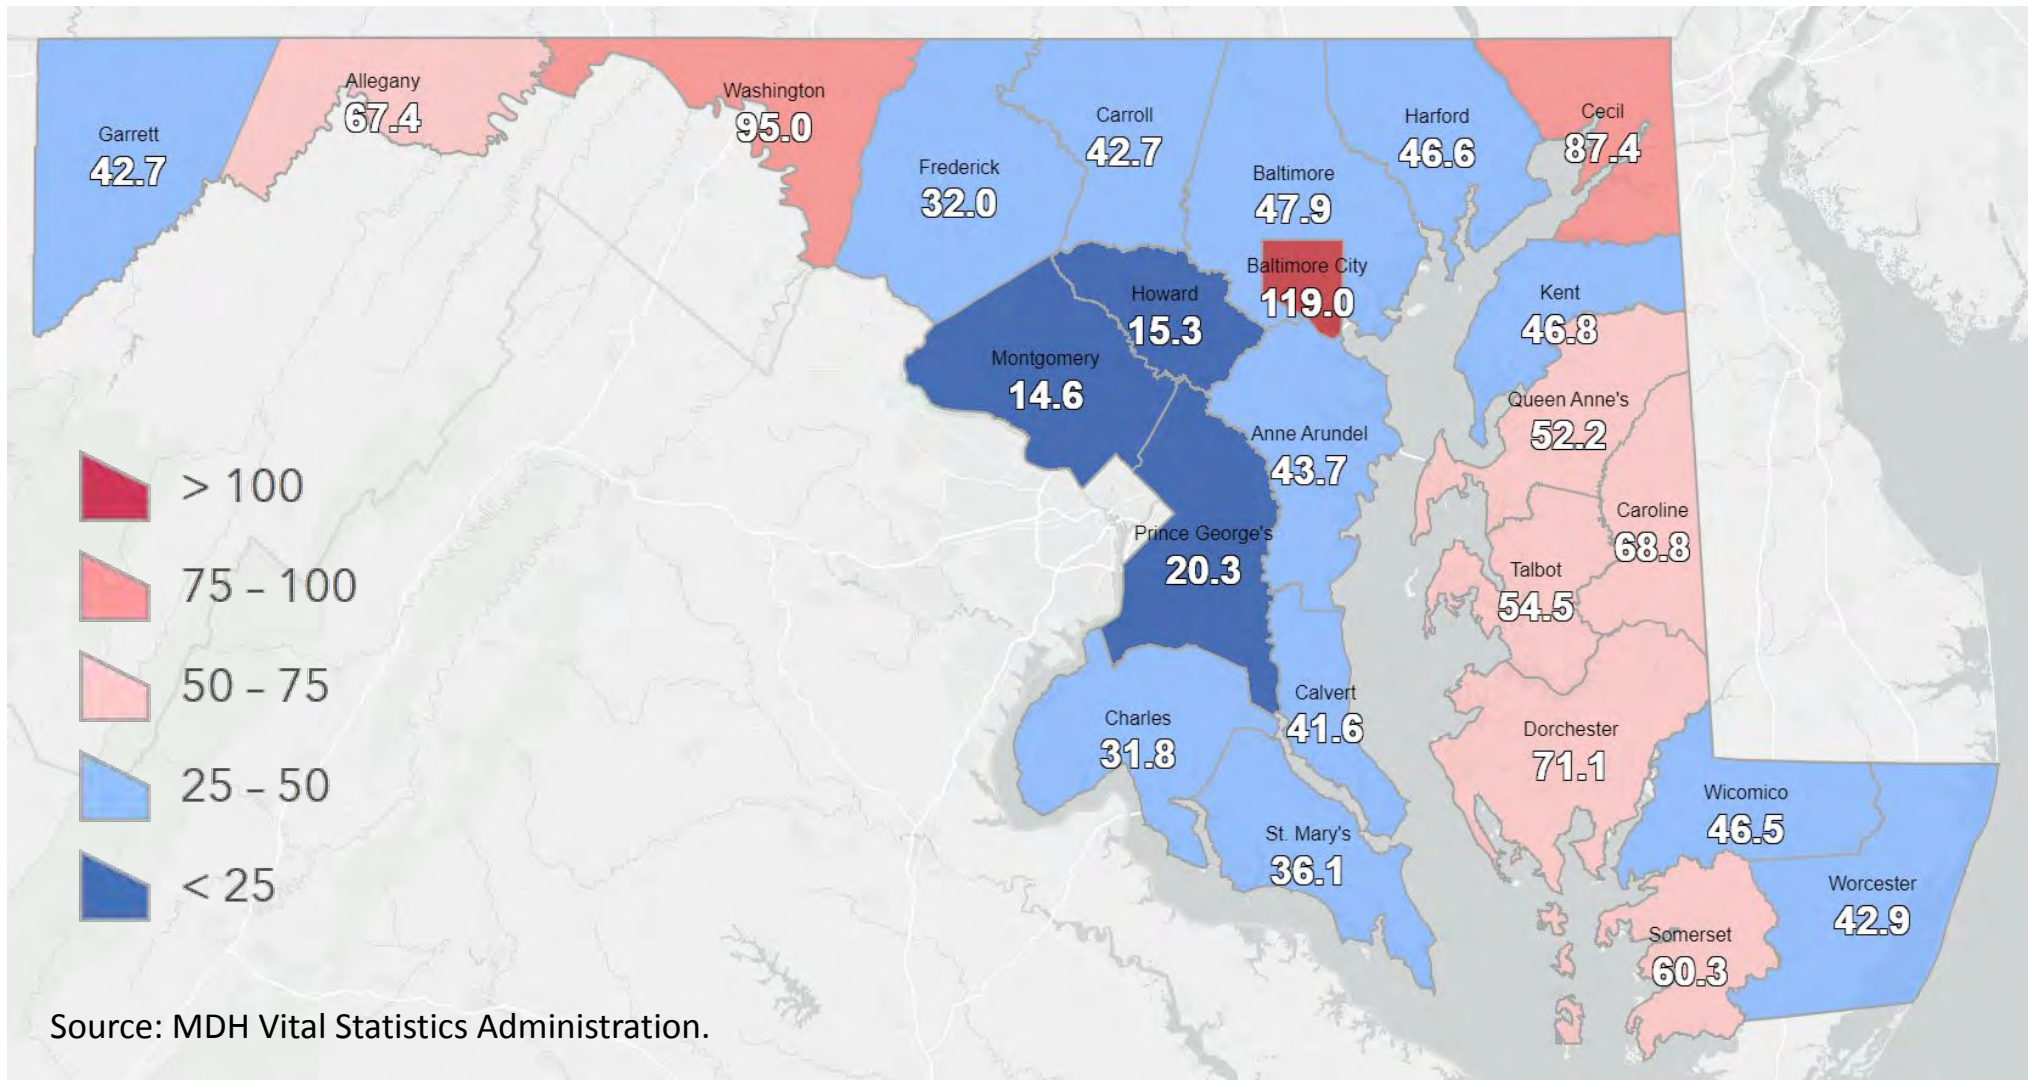 Garrett
42.7
Allegany
67.4
Washington
95.0
Frederick
32.0
Carroll
42.7
Baltimore
47.9
Harford
46.6
Cecil
87.4
Baltimore City
119.0
Howard
15.3
Montgomery
14.6
Kent
46.8
Queen Anne's
52.2
Anne Arundel
43.7
Prince George's
20.3
Caroline
68.8
Talbot
54.5
Calvert
41.6
Charles
31.8
Dorchester
71.1
St. Mary's
36.1
Wicomico
46.5
Worcester
42.9
Somerset
60.3
> 100
75 – 100
50 – 75
25 – 50
< 25
Source: MDH Vital Statistics Administration.